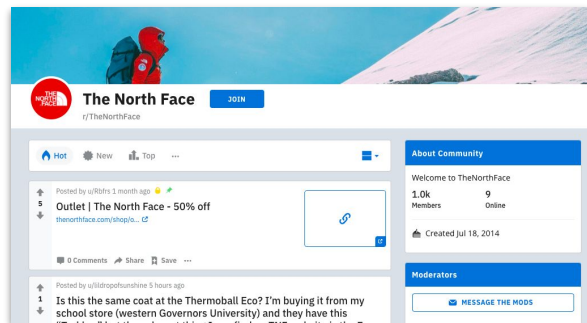 THE
NORTH
FACE
The North Face
JOIN
r/TheNorthFace
Hot
New
Top
About Community
Welcome to TheNorthFace
1.0k
9
Members
Online
Created Jul 18, 2014
Posted by u/Rbfrs 1 month ago
5
Outlet | The North Face - 50% off
thenorthface.com/shop/o...
0 Comments
Share
Save
Moderators
MESSAGE THE MODS
Posted by u/lildropofsunshine 5 hours ago
1
Is this the same coat at the Thermoball Eco? I'm buying it from my
school store (western Governors University) and they have this